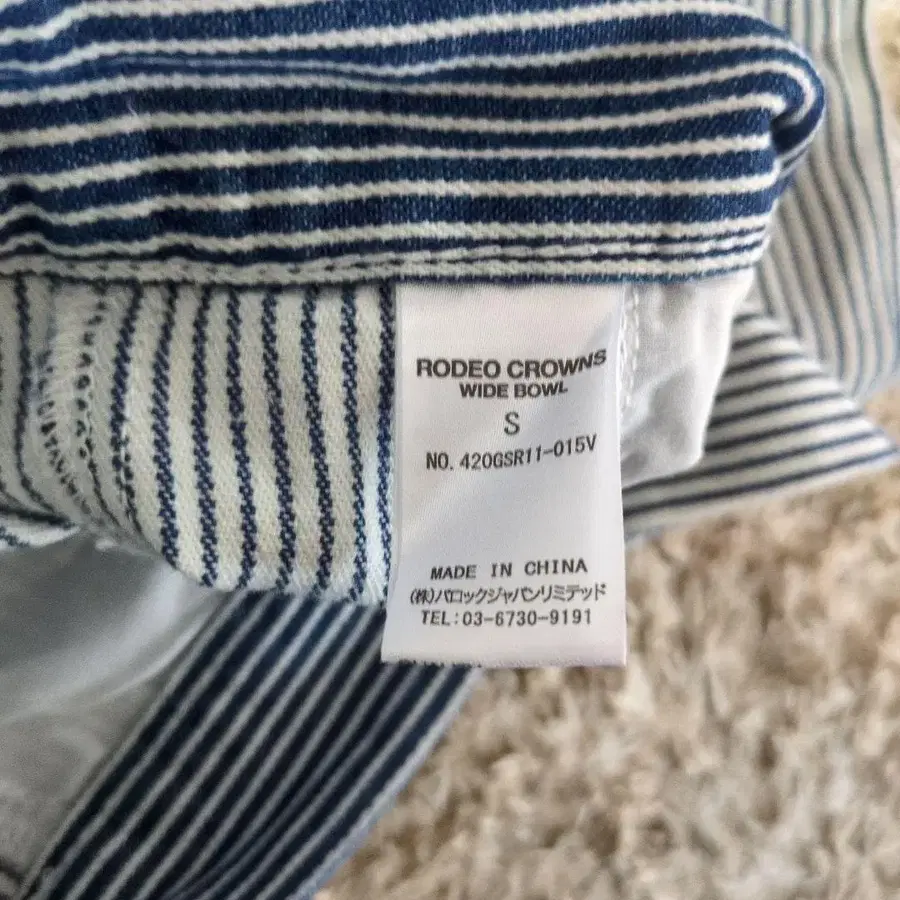 RODEO CROWNS
WIDE BOWL
S
NO. 420GSR11-015V
MADE IN CHINA
(株)バロックジャパンリミテッド
TEL:03-6730-9191